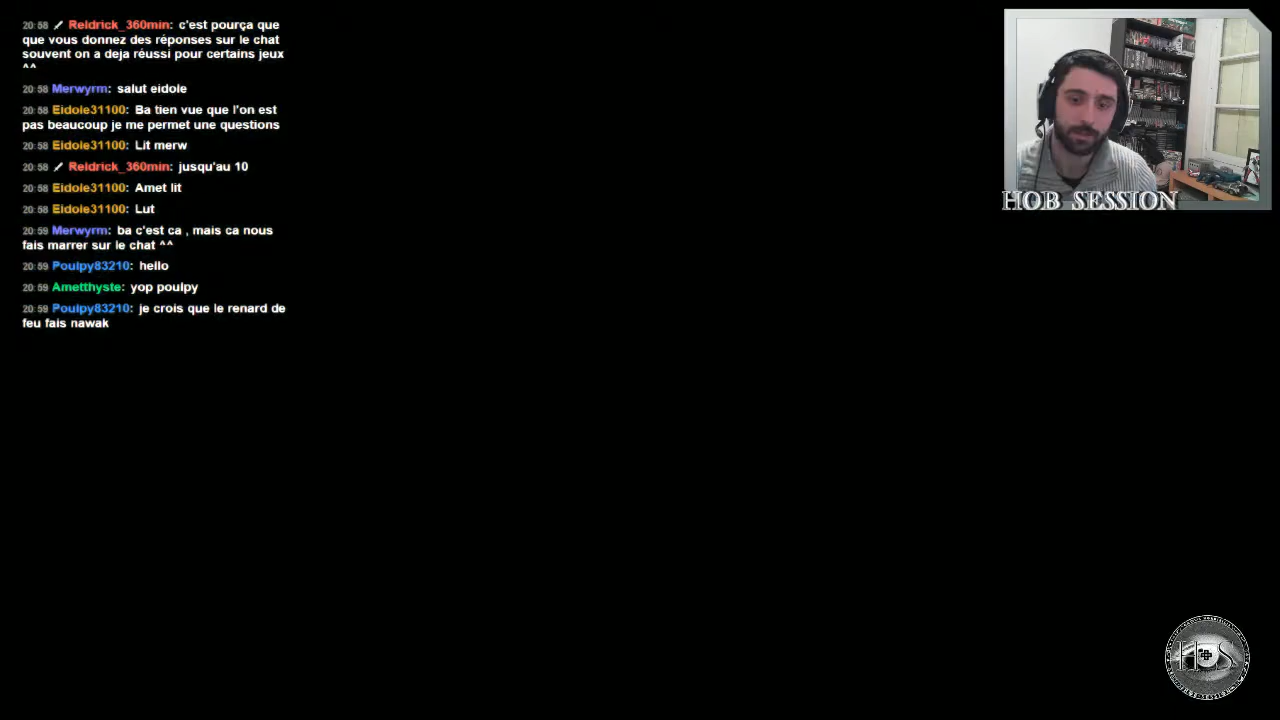 20:58 Reldrick_360min: c'est pourça que
que vous donnez des réponses sur le chat
souvent on a deja réussi pour certains jeux
^^
20:58 Merwyrm: salut eidole
20:58 Eidole31100: Ba tien vue que l'on est
pas beaucoup je me permet une questions
20:58 Eidole31100: Lit merw
20:58 Reldrick_360min: jusqu'au 10
20:58 Eidole31100: Amet lit
20:58 Eidole31100: Lut
20:59 Merwyrm: ba c'est ca , mais ca nous
fais marrer sur le chat ^^
20:59 Poulpy83210: hello
20:59 Ametthyste: yop poulpy
20:59 Poulpy83210: je crois que le renard de
feu fais nawak
HOB SESSION